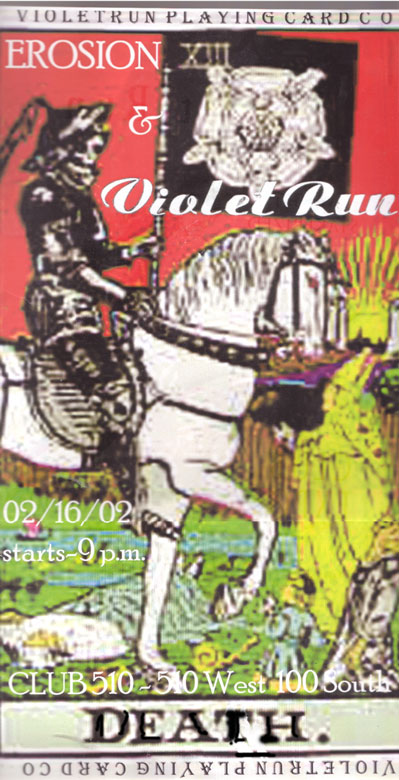 VIOLETRUN PLAYING CARD CO
EROSION XIII
&
Violet Run
02/16/02
starts~9 p.m.
CLUB 510 ~ 510 West 100 South
DEATH.
VIOLETRUN PLAYING CARD CO